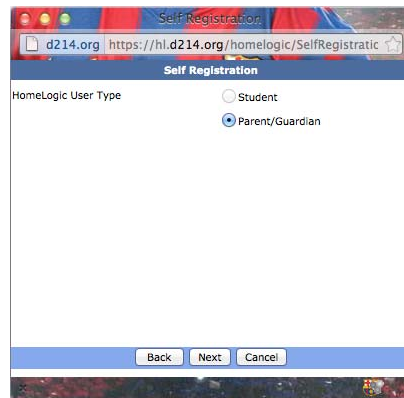 Self Registration
d214.org https://hl.d214.org/homelogic/SelfRegistratic
Self Registration
HomeLogic User Type
Student
Parent/Guardian
Back Next Cancel